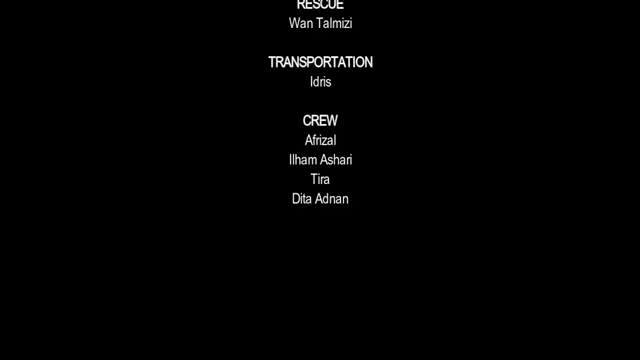 RESCUE
Wan Talmizi
TRANSPORTATION
Idris
CREW
Afrizal
Ilham Ashari
Tira
Dita Adnan